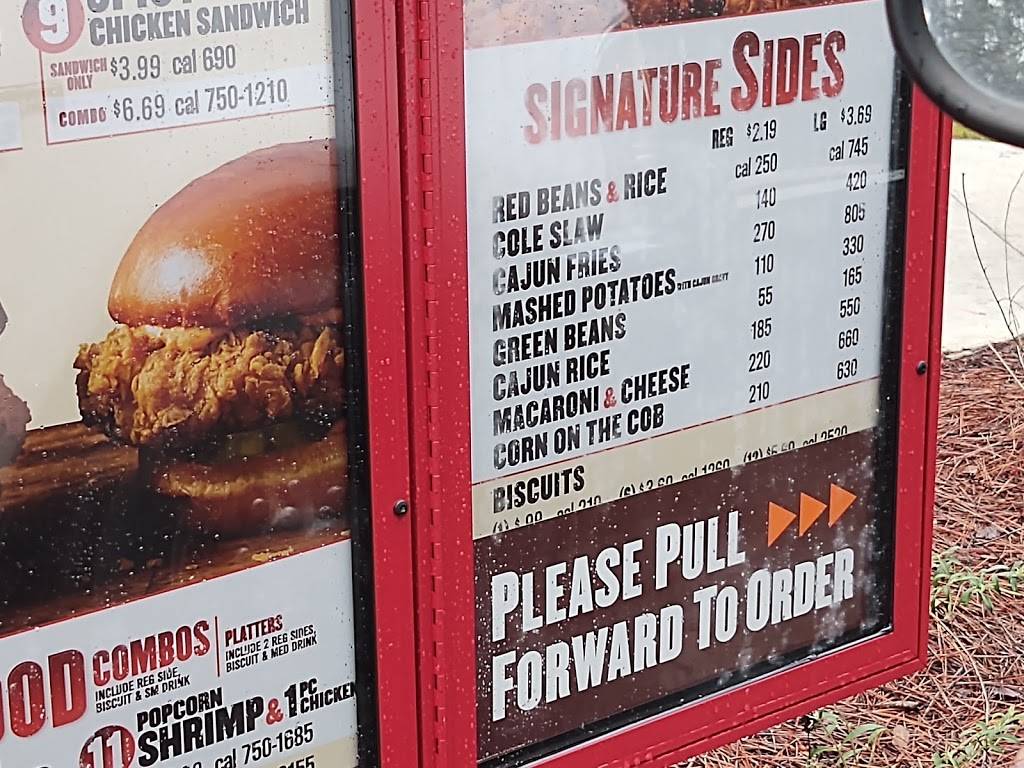 9
CHICKEN SANDWICH
SANDWICH ONLY $3.99 cal 690
COMBO $6.69 cal 750-1210
COMBOS
INCLUDE REG SIDE,
BISCUIT & SM DRINK
PLATTERS
INCLUDE 2 REG SIDES,
BISCUIT & MED DRINK
11 POPCORN
SHRIMP & 1 PC CHICKEN
cal 750-1685
SIGNATURE SIDES
REG $2.19 LG $3.69
RED BEANS & RICE cal 250 cal 745
COLE SLAW 140 420
CAJUN FRIES 270 805
MASHED POTATOES WITH CAJUN GRAVY 110 330
GREEN BEANS 55 165
CAJUN RICE 185 550
MACARONI & CHEESE 220 660
CORN ON THE COB 210 630
BISCUITS
PLEASE PULL
FORWARD TO ORDER